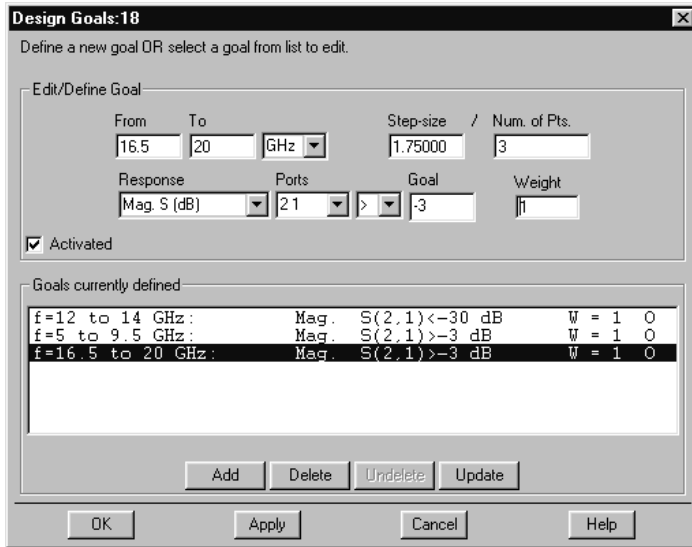 Design Goals:18
Define a new goal OR select a goal from list to edit.
Edit/Define Goal
From To Step-size / Num. of Pts.
16.5 20 GHz 1.75000 3
Response Ports Goal Weight
Mag. S (dB) 2 1 > -3 1
Activated
Goals currently defined
f=12 to 14 GHz: Mag. S(2,1)<-30 dB W = 1 O
f=5 to 9.5 GHz: Mag. S(2,1)>-3 dB W = 1 O
f=16.5 to 20 GHz: Mag. S(2,1)>-3 dB W = 1 O
Add Delete Undelete Update
OK Apply Cancel Help